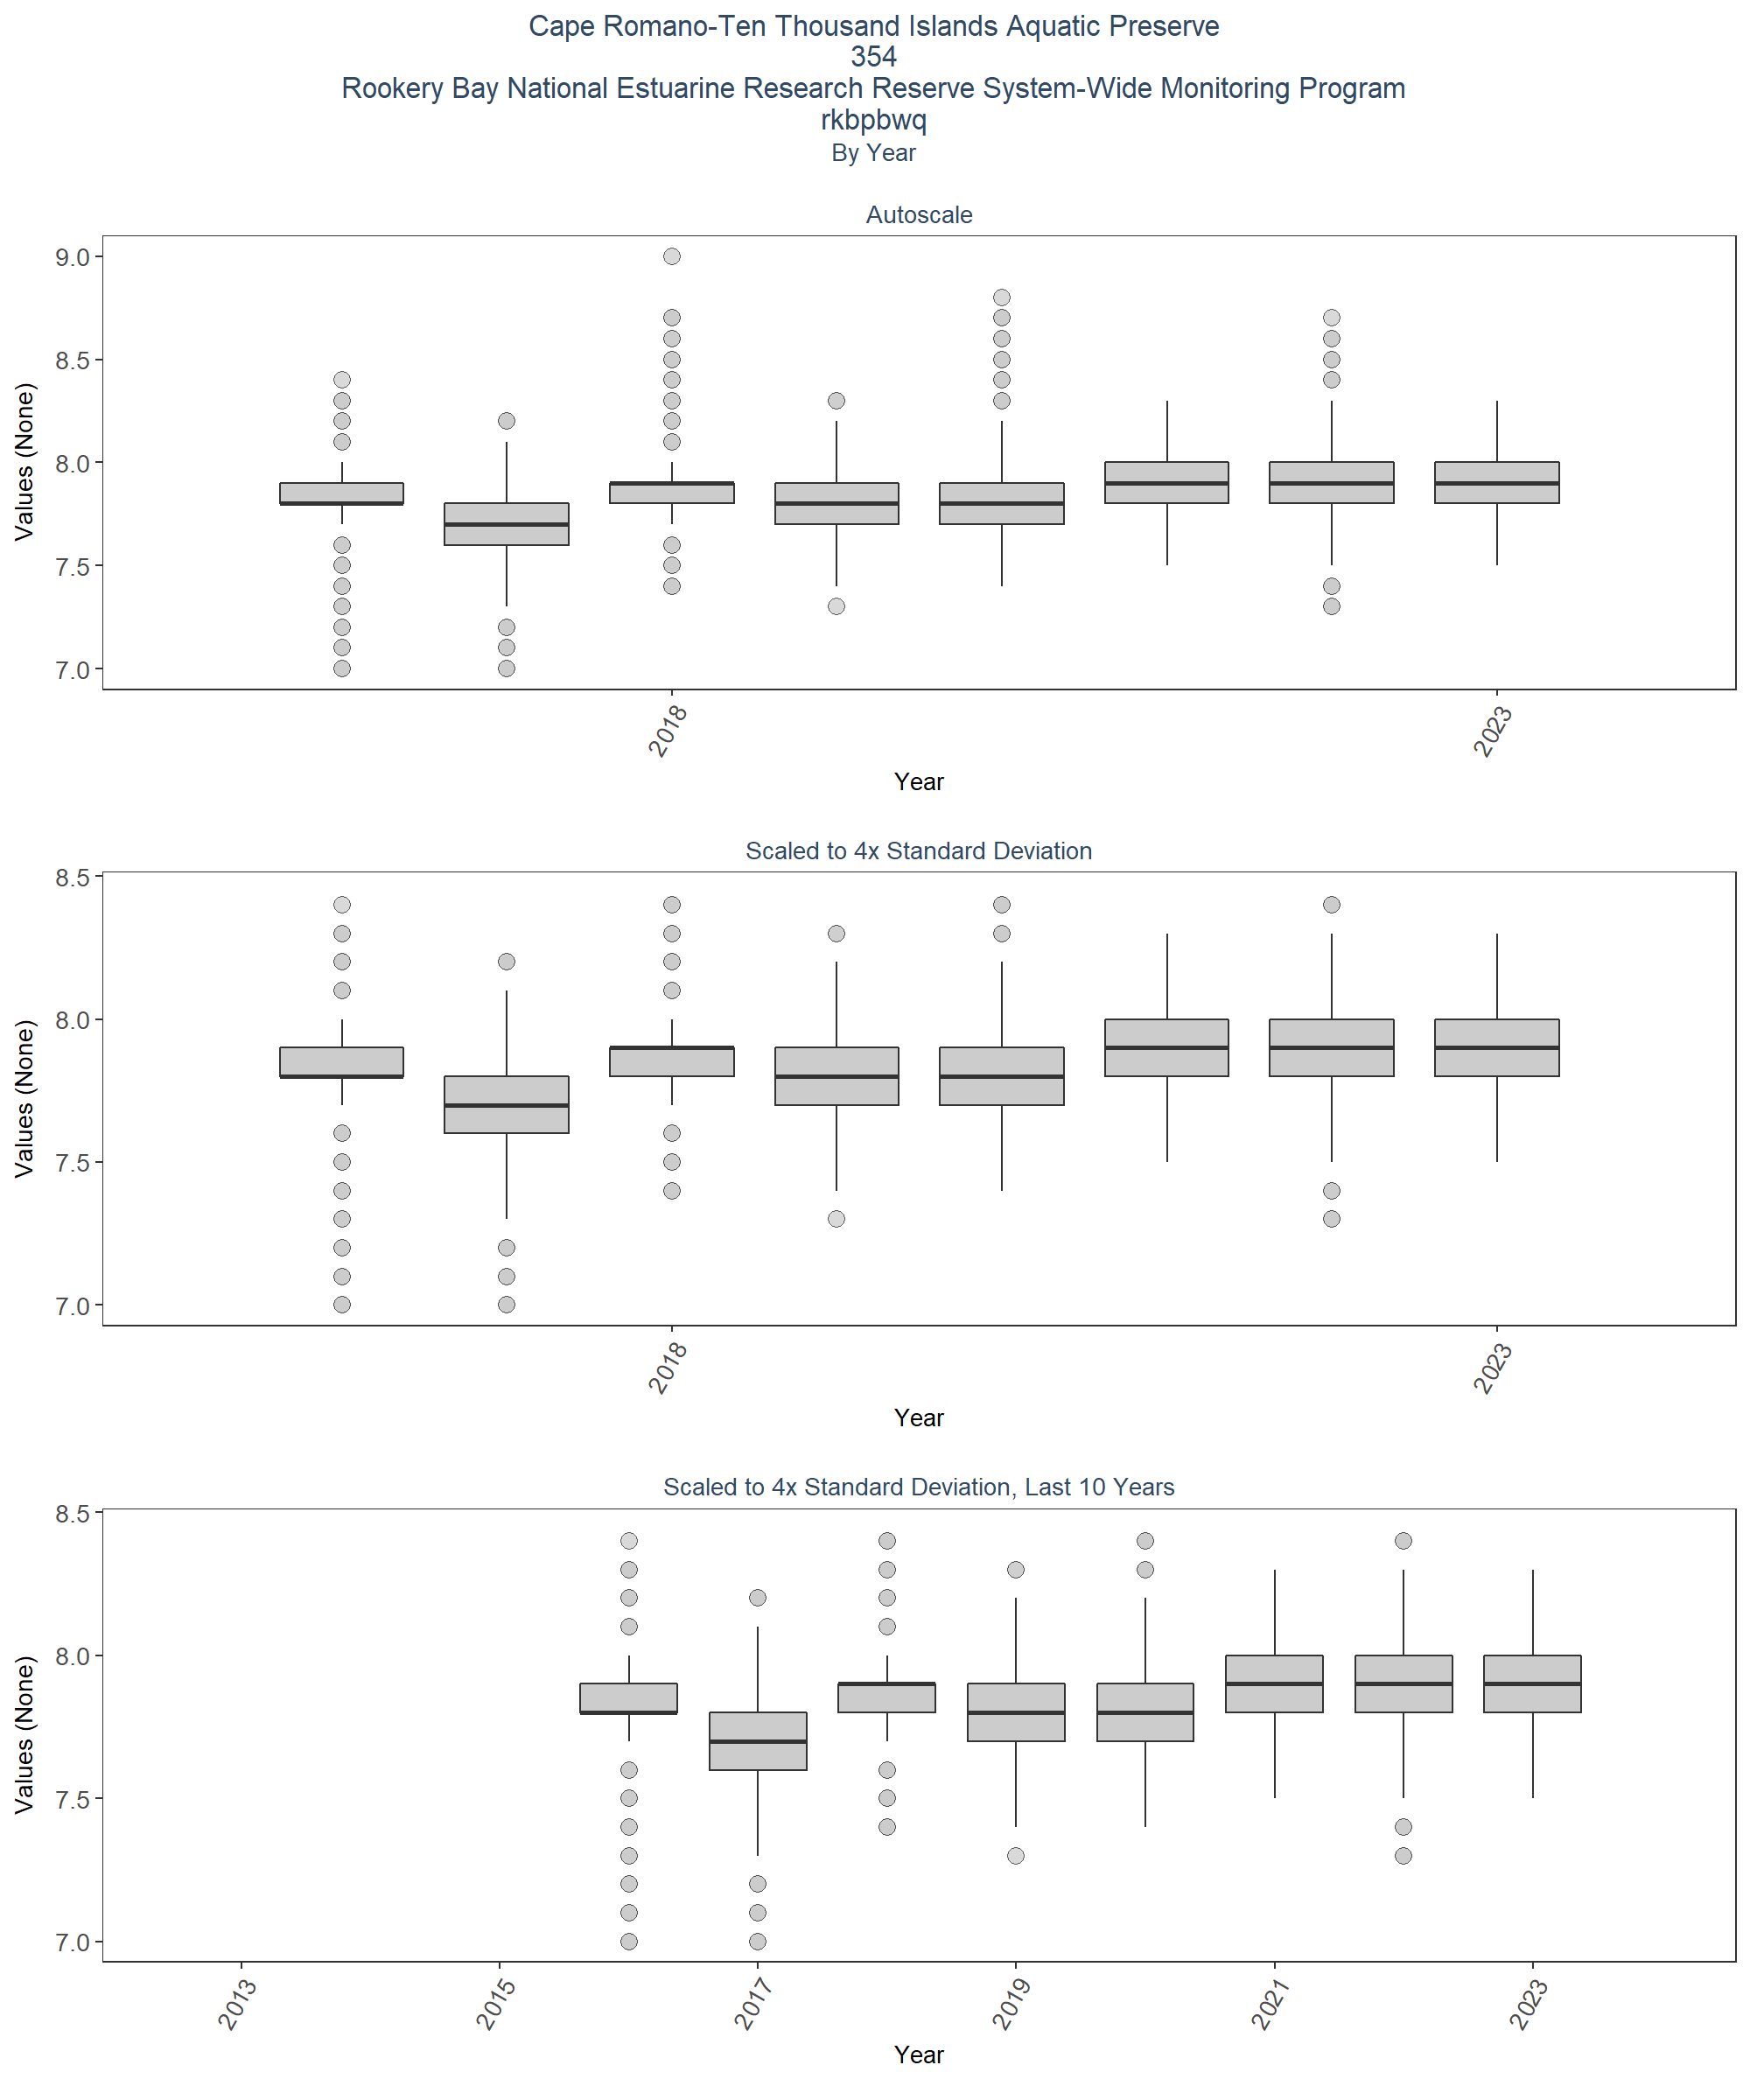 Cape Romano-Ten Thousand Islands Aquatic Preserve
354
Rookery Bay National Estuarine Research Reserve System-Wide Monitoring Program
rkbpbwq
By Year
Autoscale
9.0
8.5
8.0
7.5
7.0
Values (None)
2018
2023
Year
Scaled to 4x Standard Deviation
8.5
8.0
7.5
7.0
Values (None)
2018
2023
Year
Scaled to 4x Standard Deviation, Last 10 Years
8.5
8.0
7.5
7.0
Values (None)
2013
2015
2017
2019
2021
2023
Year